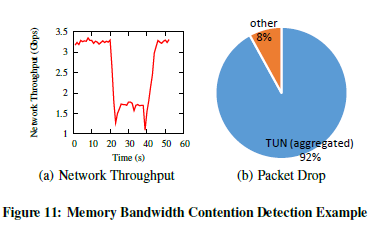 3.5
3
2.5
2
1.5
1
Network Throughput (Gbps)
0 10 20 30 40 50 60
Time (s)
(a) Network Throughput
other
8%
TUN (aggregated)
92%
(b) Packet Drop
Figure 11: Memory Bandwidth Contention Detection Example